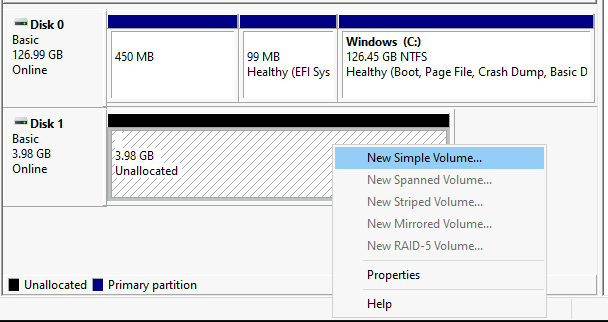 Disk 0
Basic
126.99 GB
Online
450 MB
99 MB
Healthy (EFI Sys
Windows (C:)
126.45 GB NTFS
Healthy (Boot, Page File, Crash Dump, Basic D
Disk 1
Basic
3.98 GB
Online
3.98 GB
Unallocated
New Simple Volume...
New Spanned Volume...
New Striped Volume...
New Mirrored Volume...
New RAID-5 Volume...
Properties
Help
Unallocated
Primary partition